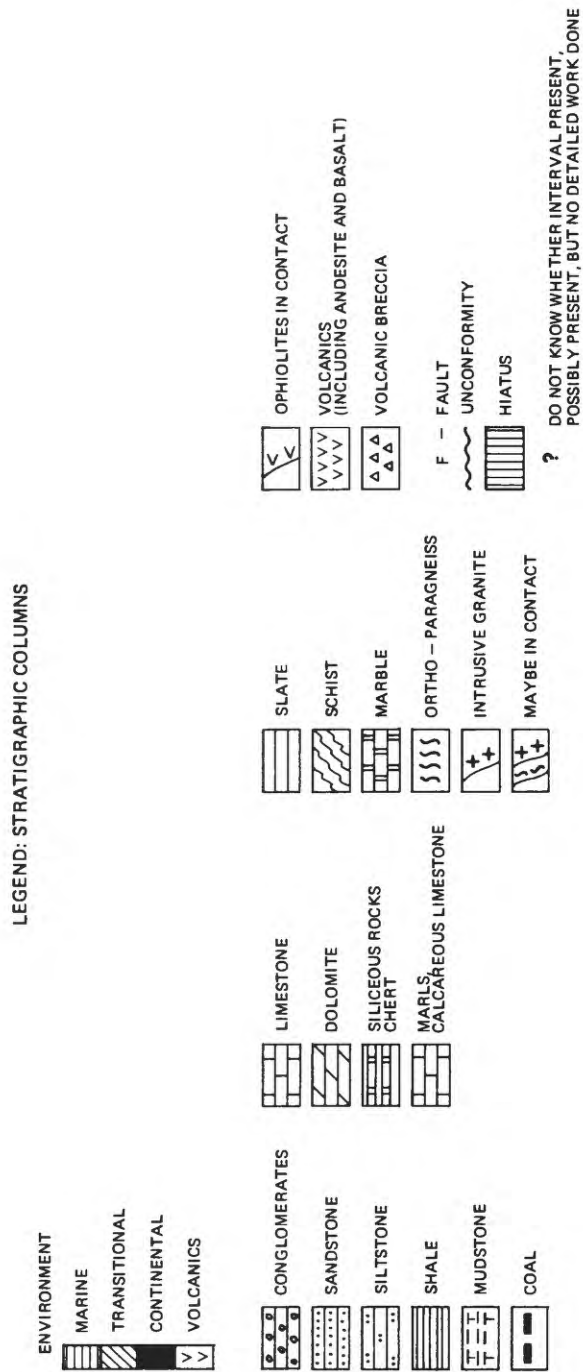 LEGEND: STRATIGRAPHIC COLUMNS
ENVIRONMENT
MARINE
TRANSITIONAL
CONTINENTAL
VOLCANICS
CONGLOMERATES
SANDSTONE
SILTSTONE
SHALE
MUDSTONE
COAL
LIMESTONE
DOLOMITE
SILICEOUS ROCKS
CHERT
MARLS,
CALCAREOUS LIMESTONE
SLATE
SCHIST
MARBLE
ORTHO – PARAGNEISS
INTRUSIVE GRANITE
MAYBE IN CONTACT
OPHIOLITES IN CONTACT
VOLCANICS
(INCLUDING ANDESITE AND BASALT)
VOLCANIC BRECCIA
F – FAULT
UNCONFORMITY
HIATUS
? DO NOT KNOW WHETHER INTERVAL PRESENT,
POSSIBLY PRESENT, BUT NO DETAILED WORK DONE